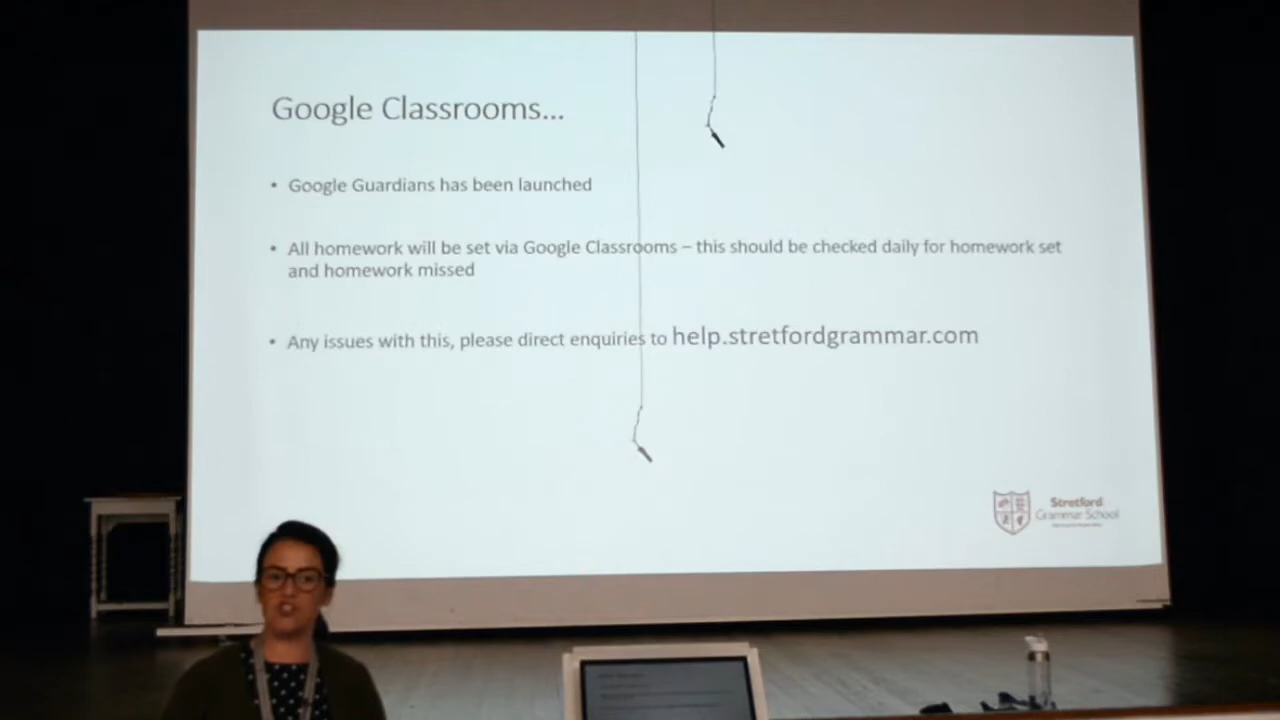 Google Classrooms...
• Google Guardians has been launched
• All homework will be set via Google Classrooms – this should be checked daily for homework set
and homework missed
• Any issues with this, please direct enquiries to help.stretfordgrammar.com
Stretford
Grammar School